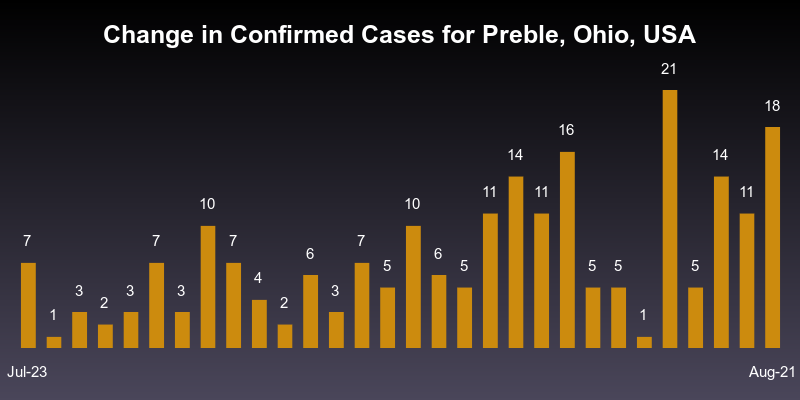 Change in Confirmed Cases for Preble, Ohio, USA
7 1 3 2 3 7 3 10 7 4 2 6 3 7 5 10 6 5 11 14 11 16 5 5 1 21 5 14 11 18
Jul-23 Aug-21